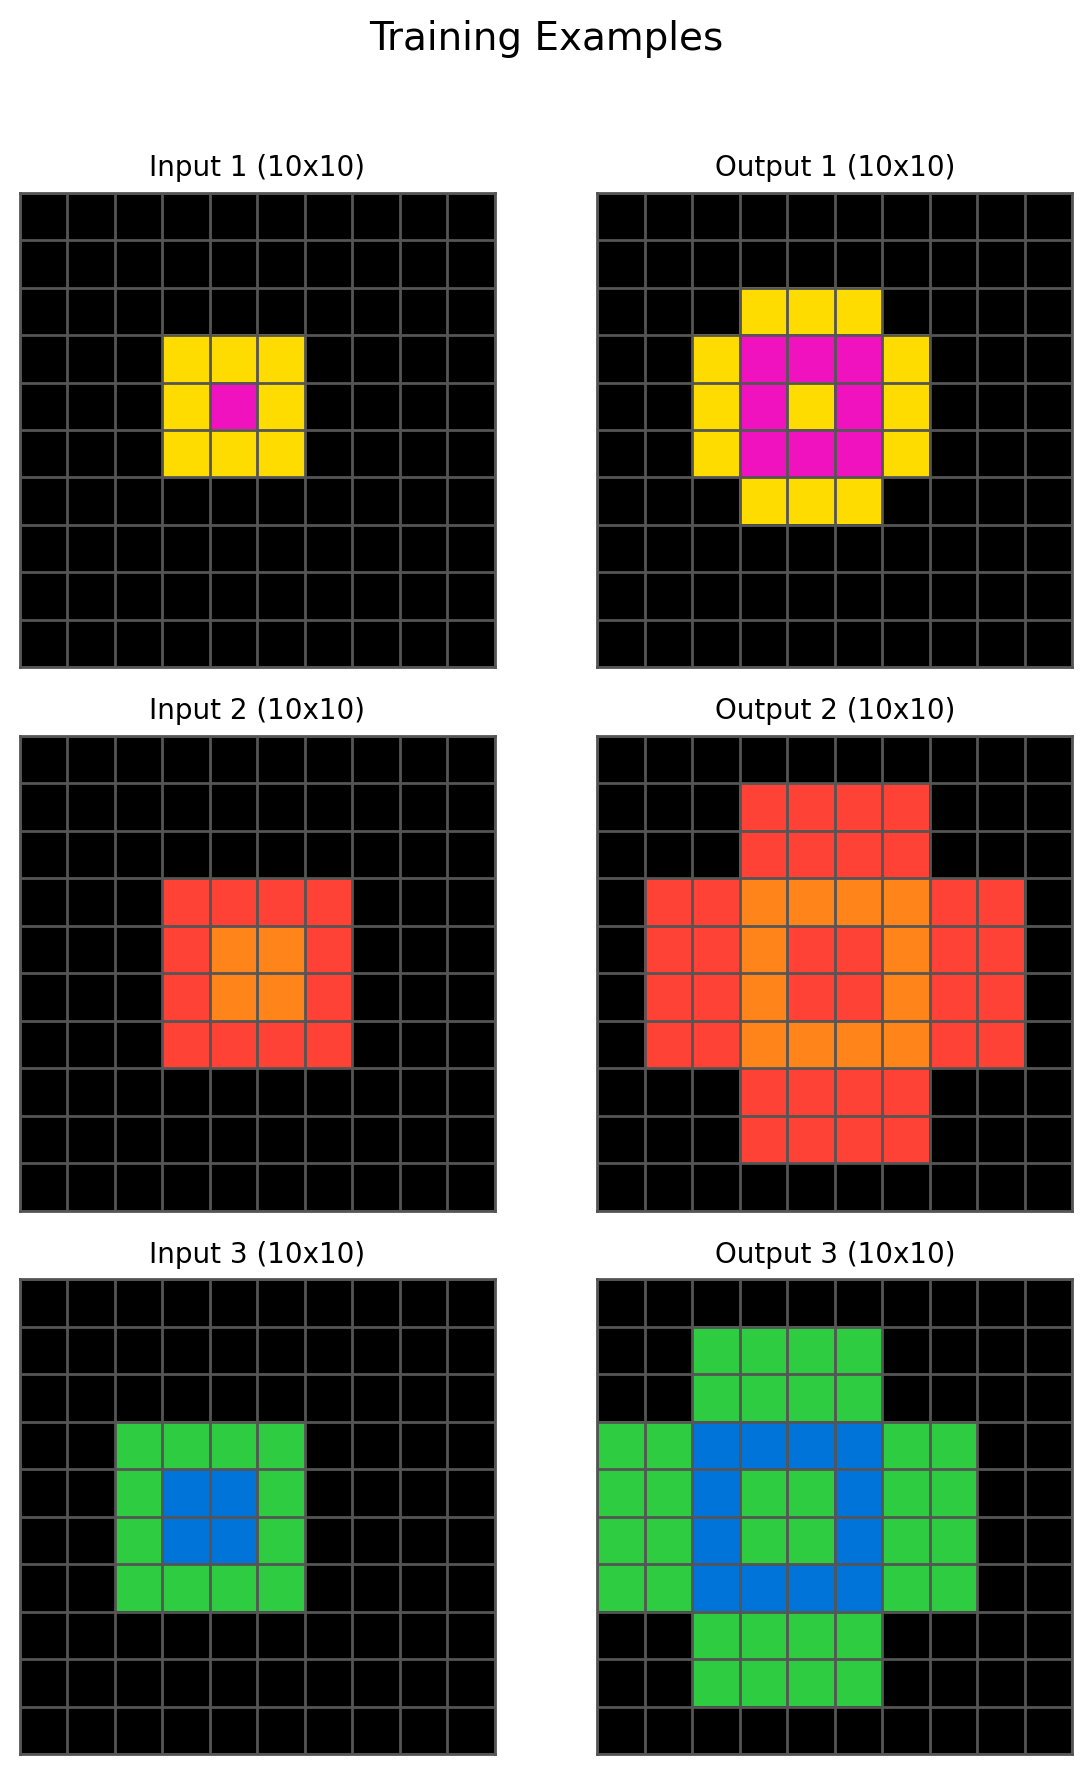 Training Examples
Input 1 (10x10)
Output 1 (10x10)
Input 2 (10x10)
Output 2 (10x10)
Input 3 (10x10)
Output 3 (10x10)